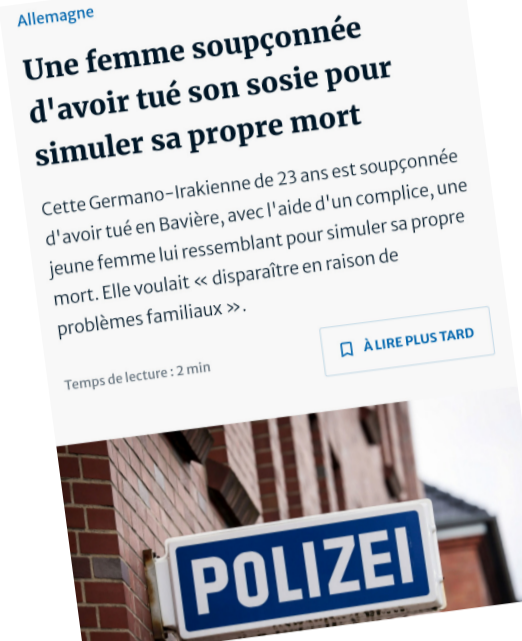 Allemagne
Une femme soupçonnée
d'avoir tué son sosie pour
simuler sa propre mort
Cette Germano-Irakienne de 23 ans est soupçonnée
d'avoir tué en Bavière, avec l'aide d'un complice, une
jeune femme lui ressemblant pour simuler sa propre
mort. Elle voulait « disparaître en raison de
problèmes familiaux ».
À LIRE PLUS TARD
Temps de lecture : 2 min
POLIZEI